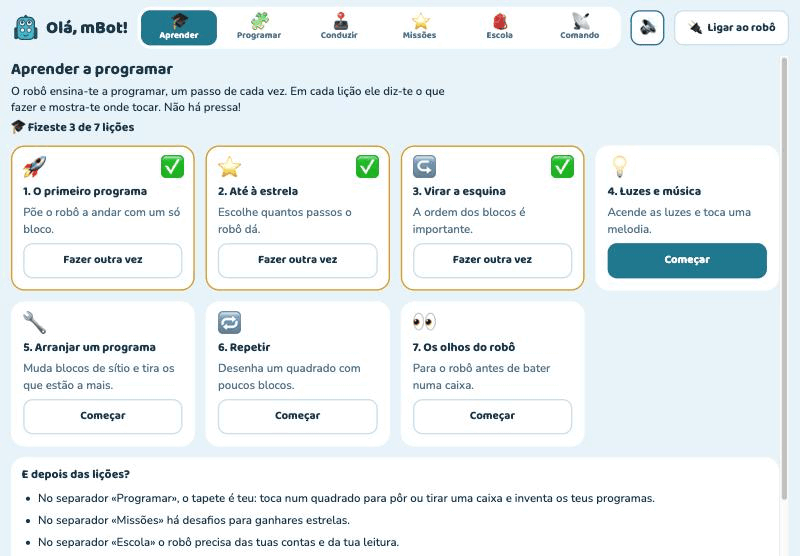 Olá, mBot!
Aprender
Programar
Conduzir
Missões
Escola
Comando
Ligar ao robô
Aprender a programar
O robô ensina-te a programar, um passo de cada vez. Em cada lição ele diz-te o que
fazer e mostra-te onde tocar. Não há pressa!
Fizeste 3 de 7 lições
1. O primeiro programa
Põe o robô a andar com um só
bloco.
Fazer outra vez
2. Até à estrela
Escolhe quantos passos o
robô dá.
Fazer outra vez
3. Virar a esquina
A ordem dos blocos é
importante.
Fazer outra vez
4. Luzes e música
Acende as luzes e toca uma
melodia.
Começar
5. Arranjar um programa
Muda blocos de sítio e tira os
que estão a mais.
Começar
6. Repetir
Desenha um quadrado com
poucos blocos.
Começar
7. Os olhos do robô
Para o robô antes de bater
numa caixa.
Começar
E depois das lições?
• No separador «Programar», o tapete é teu: toca num quadrado para pôr ou tirar uma caixa e inventa os teus programas.
• No separador «Missões» há desafios para ganhares estrelas.
• No separador «Escola» o robô precisa das tuas contas e da tua leitura.